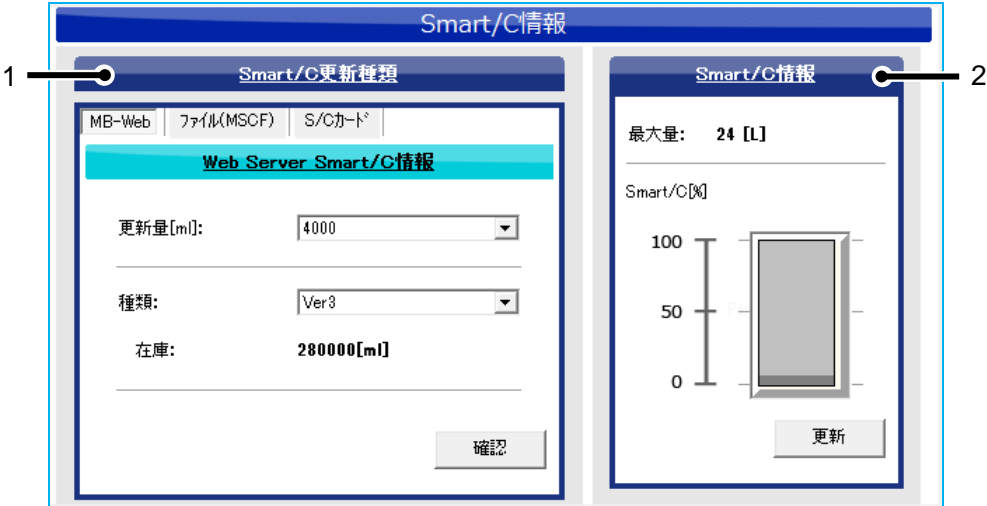 Smart/C情報
1
Smart/C更新種類
MB-Web ファイル(MSCF) S/Cカード
Web Server Smart/C情報
更新量[ml]: 4000
種類: Ver3
在庫: 280000[ml]
確認
Smart/C情報
2
最大量: 24 [L]
Smart/C[%]
100
50
0
更新